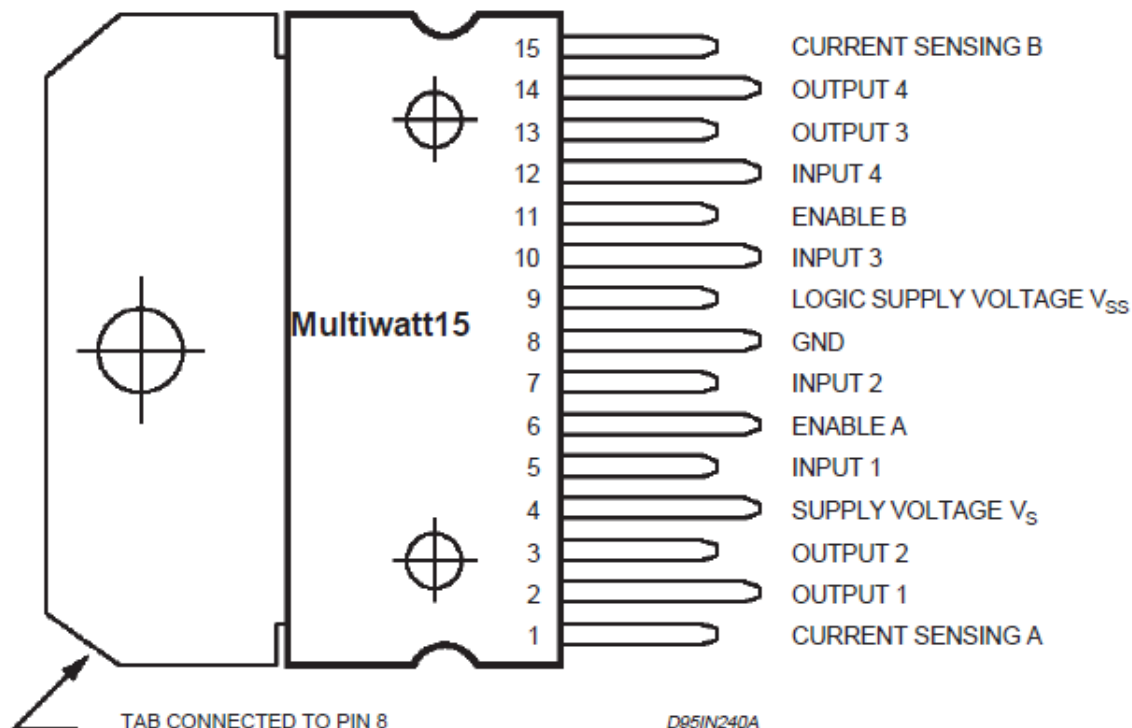 15 CURRENT SENSING B
14 OUTPUT 4
13 OUTPUT 3
12 INPUT 4
11 ENABLE B
10 INPUT 3
9 LOGIC SUPPLY VOLTAGE VSS
Multiwatt15
8 GND
7 INPUT 2
6 ENABLE A
5 INPUT 1
4 SUPPLY VOLTAGE VS
3 OUTPUT 2
2 OUTPUT 1
1 CURRENT SENSING A
TAB CONNECTED TO PIN 8
D95IN240A